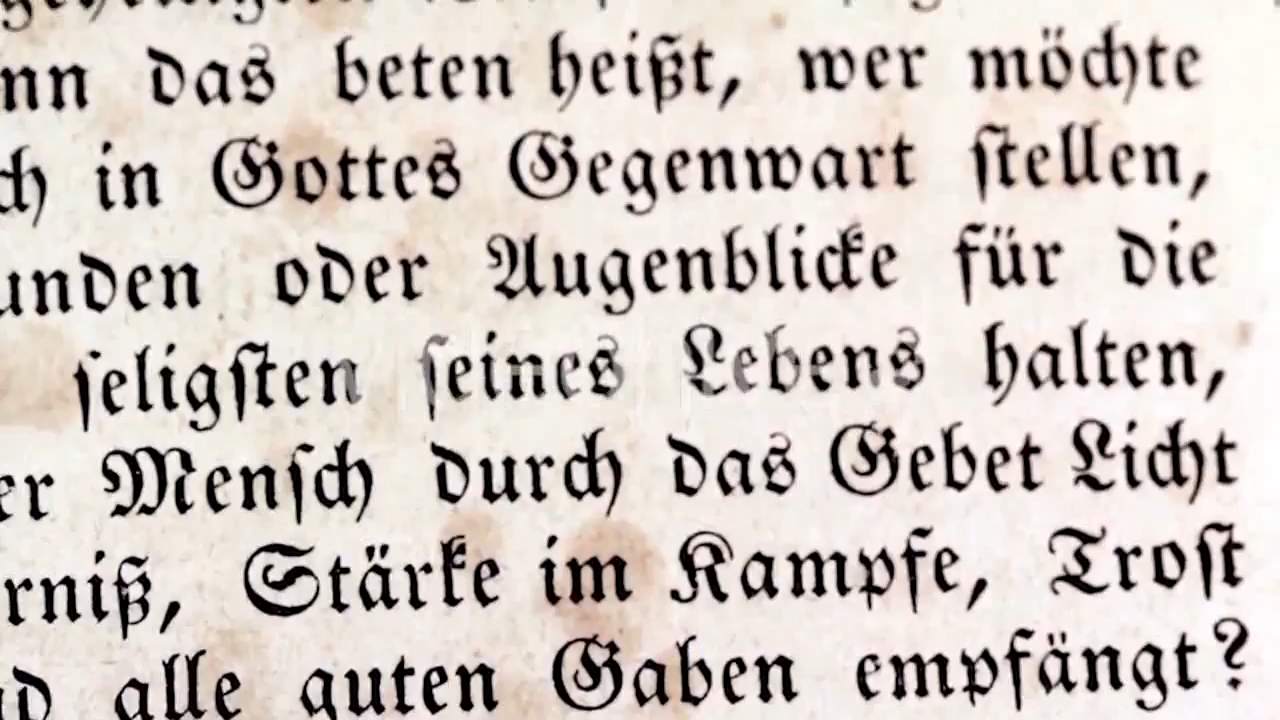 nn das beten heißt, wer möchte
ch in Gottes Gegenwart ſtellen,
unden oder Augenblicke für die
ſeligſten ſeines Lebens halten,
er Menſch durch das Gebet Licht
rniß, Stärke im Kampfe, Troſt
alle guten Gaben empfängt?